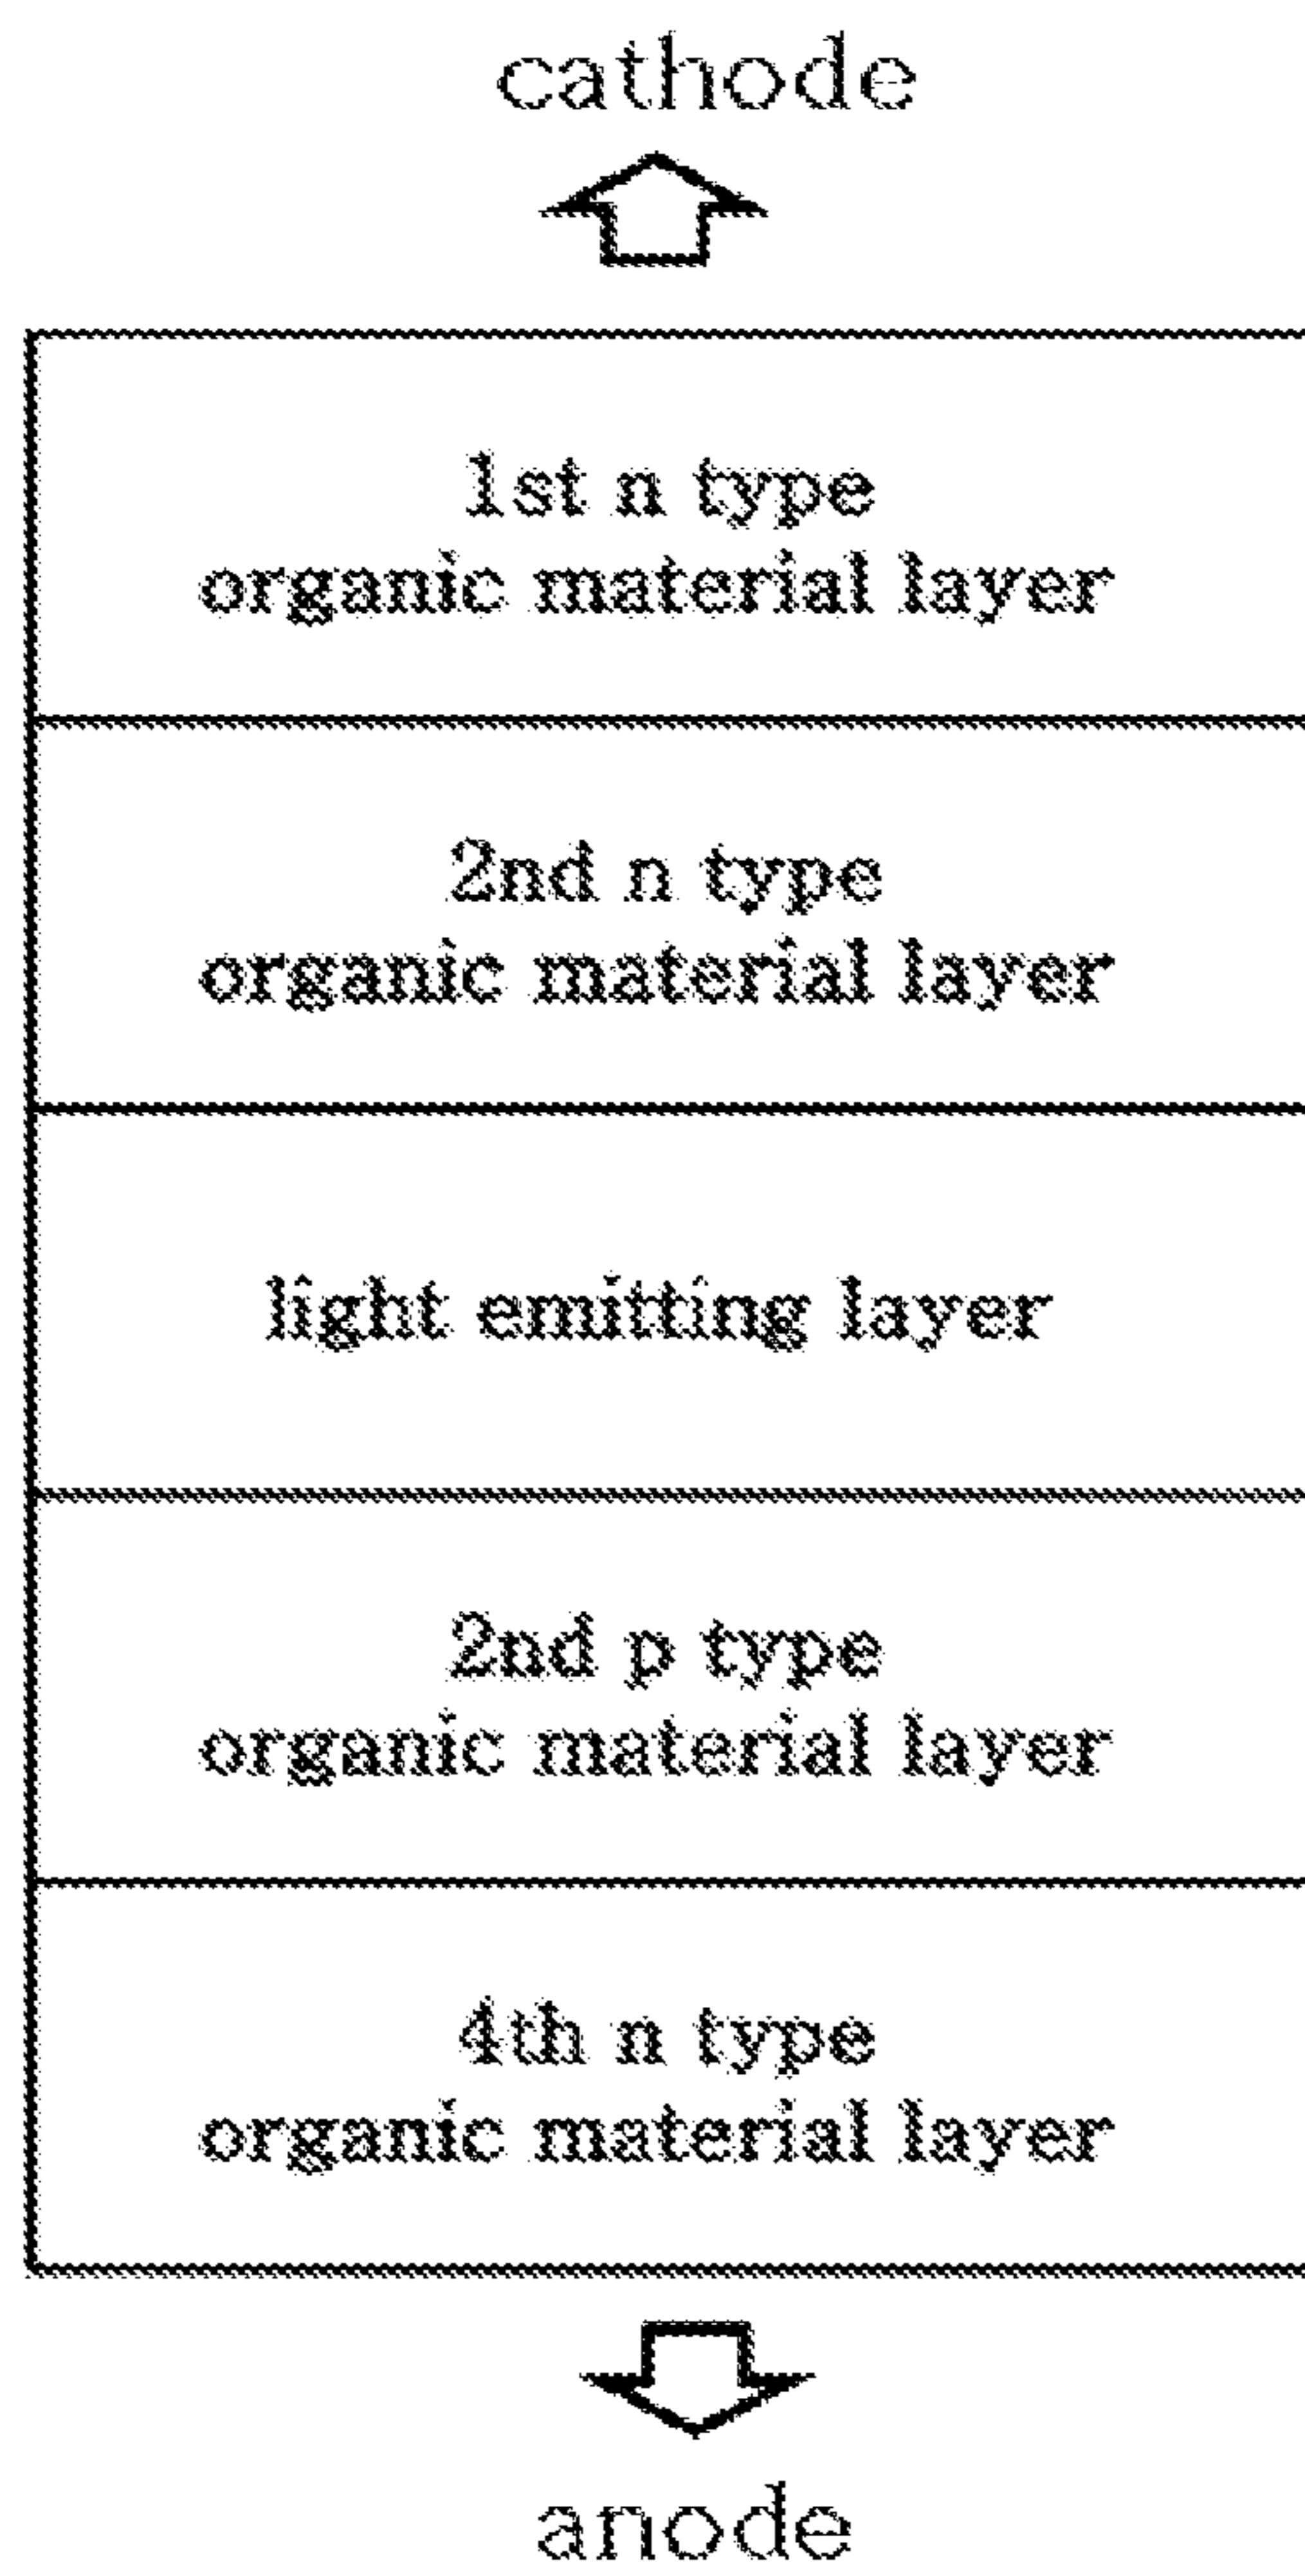 cathode
1st n type
organic material layer
2nd n type
organic material layer
light emitting layer
2nd p type
organic material layer
4th n type
organic material layer
anode